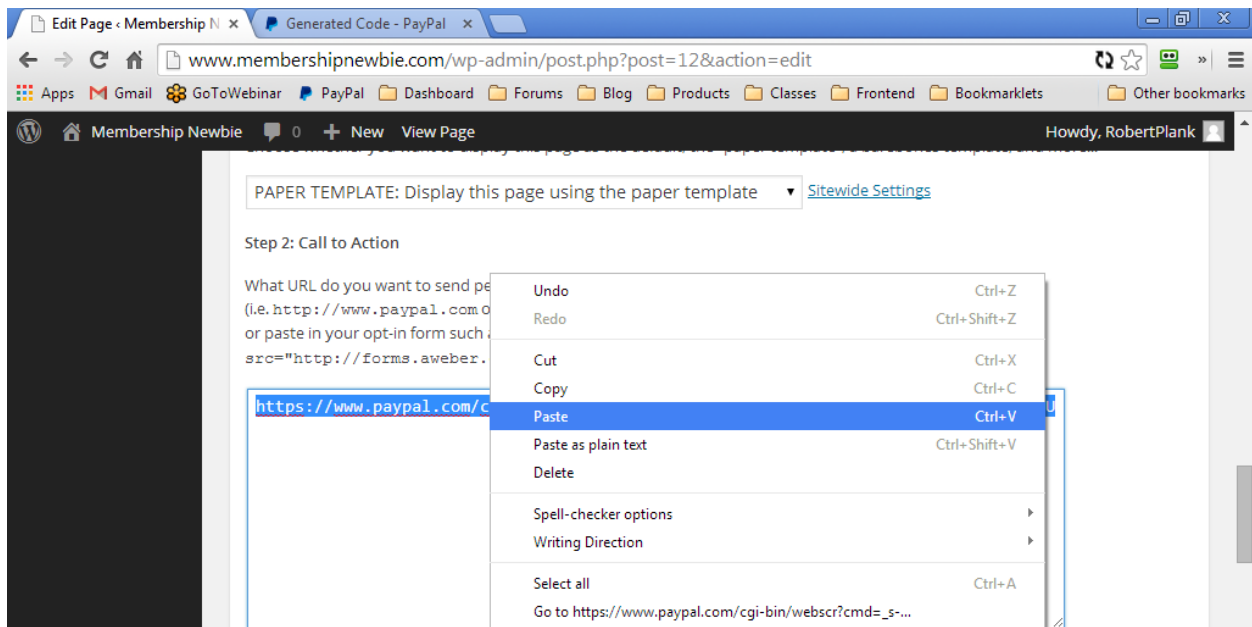 Edit Page ‹ Membership N
Generated Code - PayPal
www.membershipnewbie.com/wp-admin/post.php?post=12&action=edit
Apps Gmail GoToWebinar PayPal Dashboard Forums Blog Products Classes Frontend Bookmarklets Other bookmarks
Membership Newbie 0 New View Page Howdy, RobertPlank
PAPER TEMPLATE: Display this page using the paper template Sitewide Settings
Step 2: Call to Action
What URL do you want to send pe
(i.e. http://www.paypal.com o
or paste in your opt-in form such a
src="http://forms.aweber.
https://www.paypal.com/c U
Undo Ctrl+Z
Redo Ctrl+Shift+Z
Cut Ctrl+X
Copy Ctrl+C
Paste Ctrl+V
Paste as plain text Ctrl+Shift+V
Delete
Spell-checker options
Writing Direction
Select all Ctrl+A
Go to https://www.paypal.com/cgi-bin/webscr?cmd=_s-...